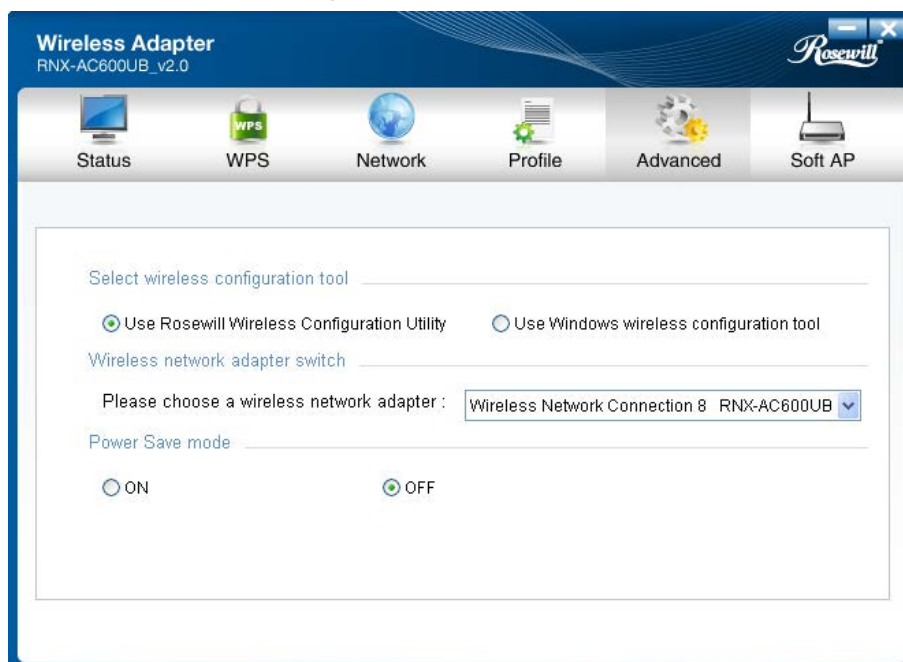 Wireless Adapter
RNX-AC600UB_v2.0
Rosewill
Status WPS Network Profile Advanced Soft AP
WPS
Select wireless configuration tool
Use Rosewill Wireless Configuration Utility Use Windows wireless configuration tool
Wireless network adapter switch
Please choose a wireless network adapter : Wireless Network Connection 8 RNX-AC600UB
Power Save mode
ON OFF